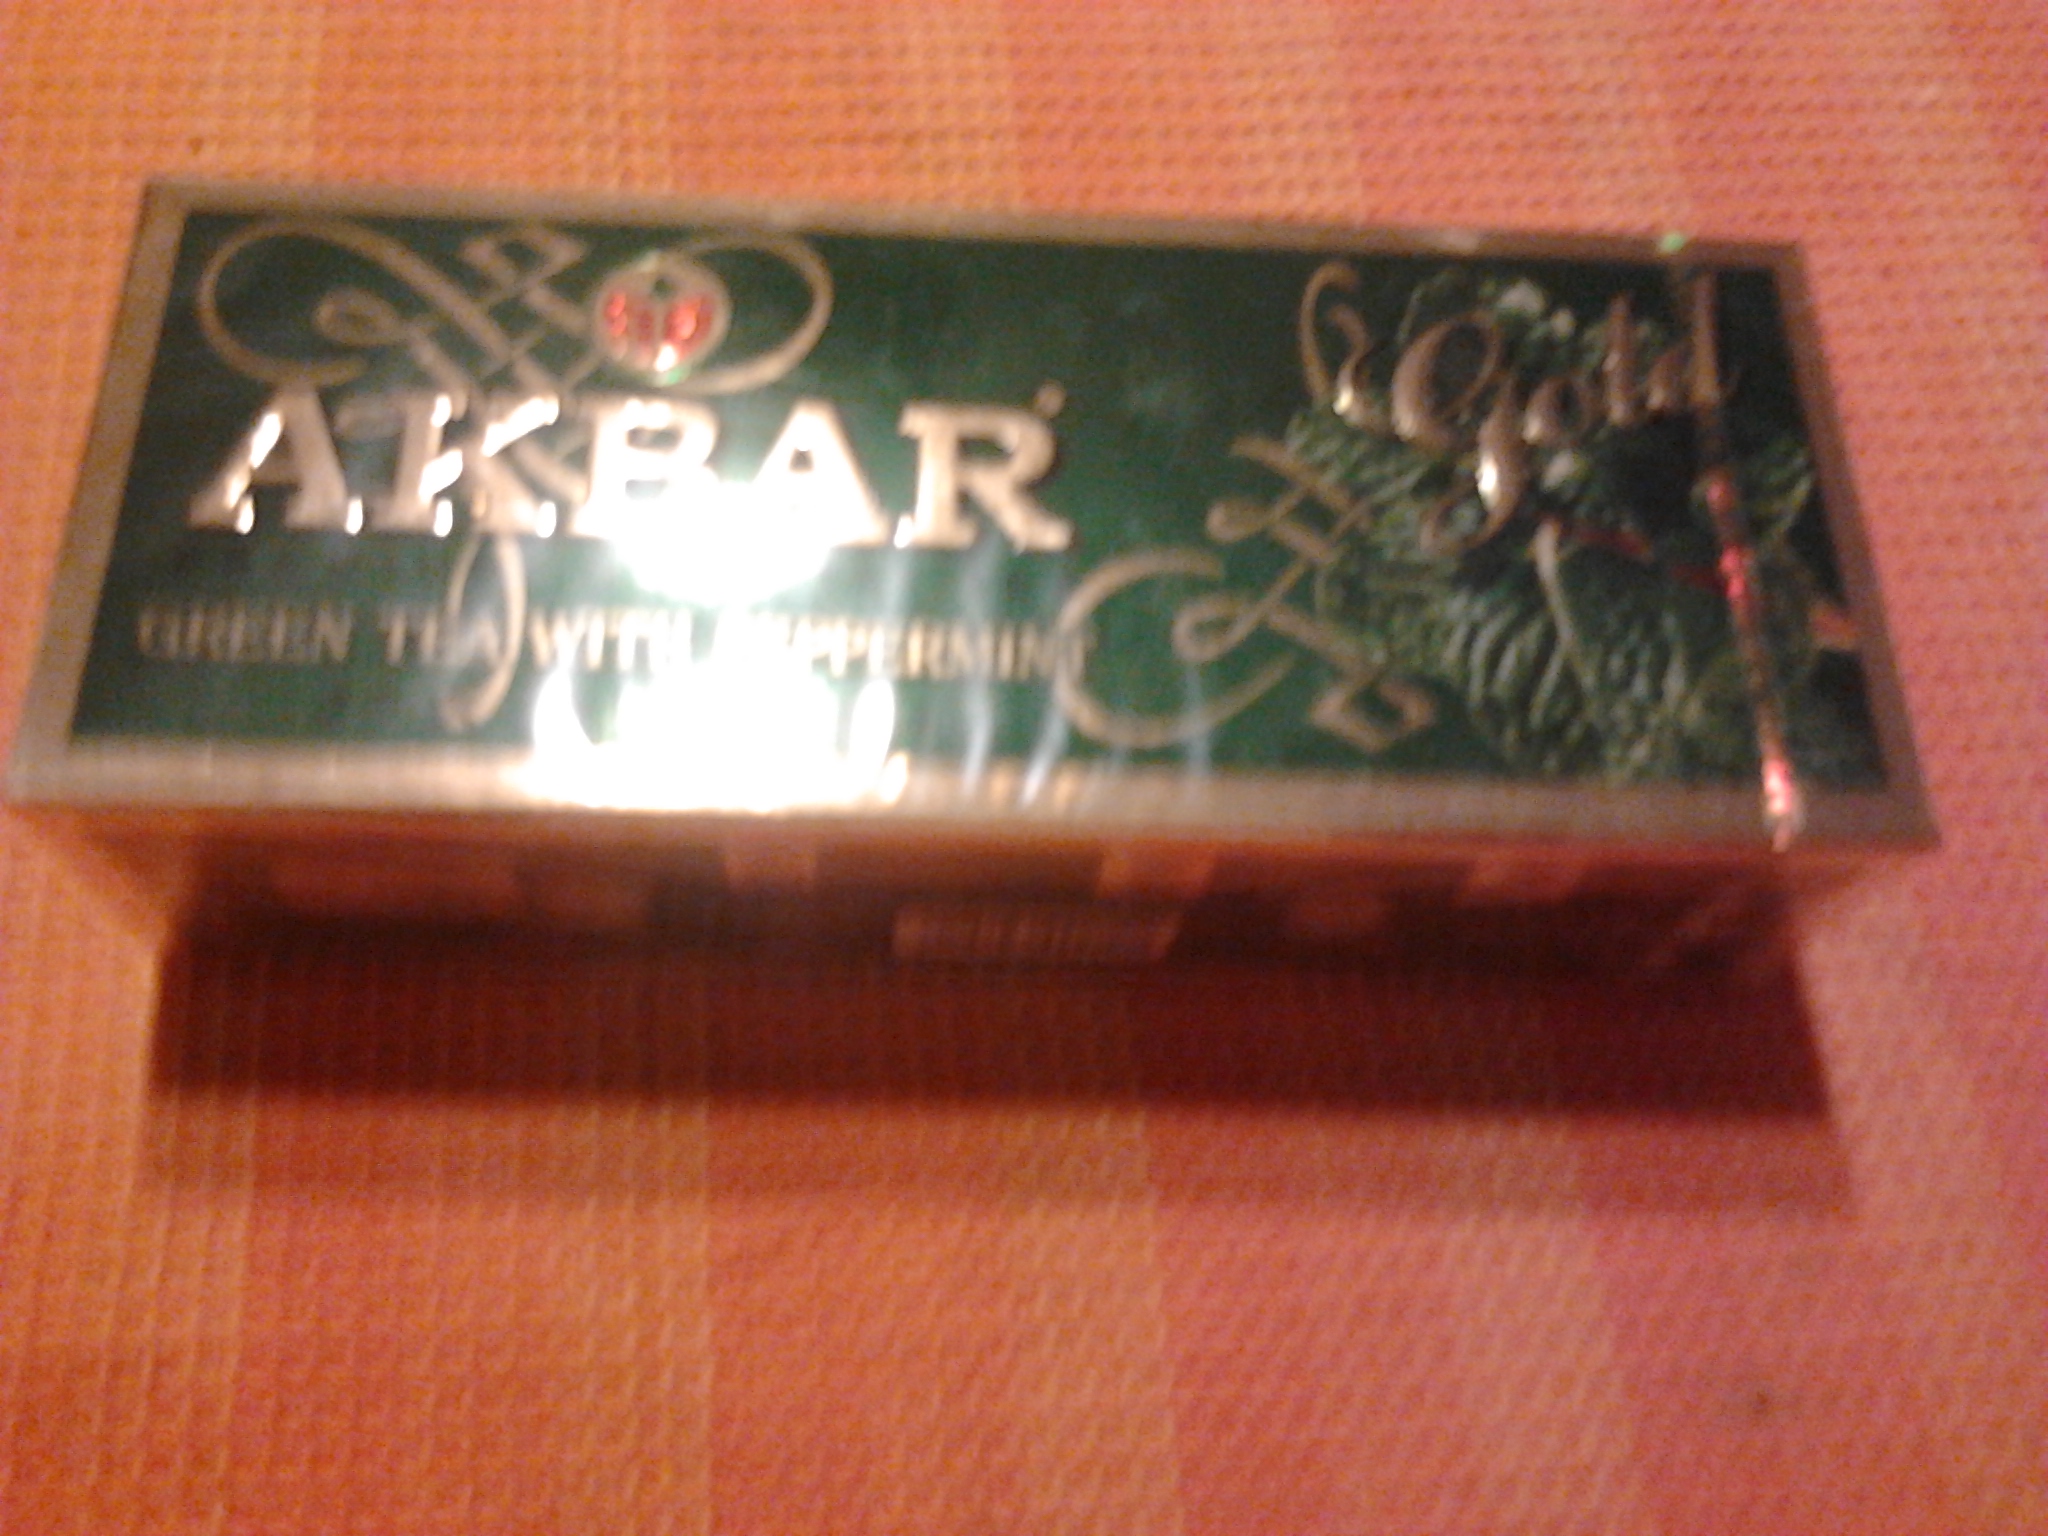 AKBAR
Gold
GREEN TEA WITH PEPPERMINT